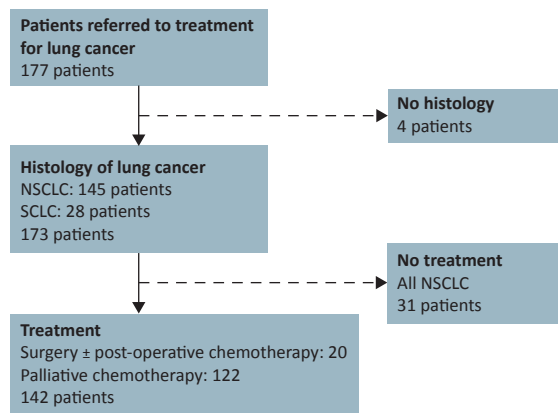 Patients referred to treatment
for lung cancer
177 patients
No histology
4 patients
Histology of lung cancer
NSCLC: 145 patients
SCLC: 28 patients
173 patients
No treatment
All NSCLC
31 patients
Treatment
Surgery ± post-operative chemotherapy: 20
Palliative chemotherapy: 122
142 patients